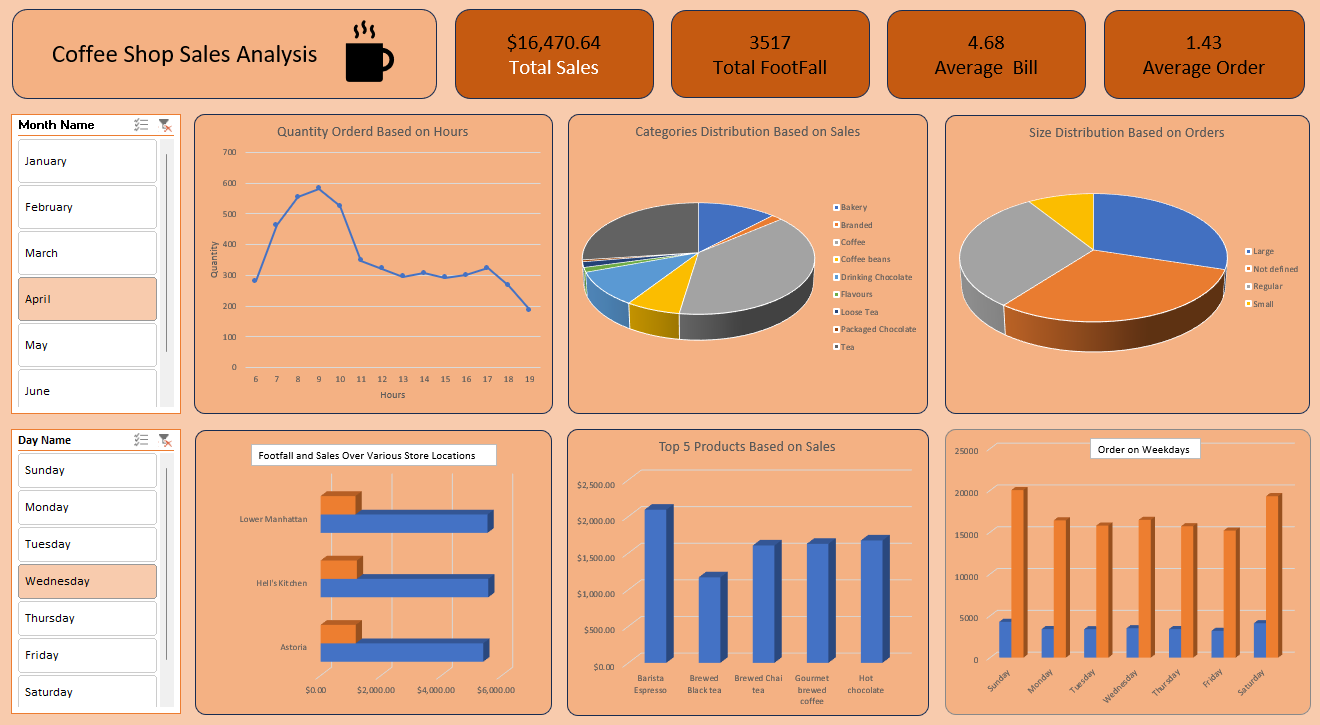 Coffee Shop Sales Analysis
$16,470.64
Total Sales
3517
Total FootFall
4.68
Average  Bill
1.43
Average Order
Month Name
January
February
March
April
May
June
Quantity Orderd Based on Hours
700
600
500
400
300
200
100
0
Quantity
6 7 8 9 10 11 12 13 14 15 16 17 18 19
Hours
Categories Distribution Based on Sales
Bakery
Branded
Coffee
Coffee beans
Drinking Chocolate
Flavours
Loose Tea
Packaged Chocolate
Tea
Size Distribution Based on Orders
Large
Not defined
Regular
Small
Day Name
Sunday
Monday
Tuesday
Wednesday
Thursday
Friday
Saturday
Footfall and Sales Over Various Store Locations
Lower Manhattan
Hell's Kitchen
Astoria
$0.00 $2,000.00 $4,000.00 $6,000.00
Top 5 Products Based on Sales
$2,500.00
$2,000.00
$1,500.00
$1,000.00
$500.00
$0.00
Barista
Espresso
Brewed
Black tea
Brewed Chai
tea
Gourmet
brewed
coffee
Hot
chocolate
Order on Weekdays
25000
20000
15000
10000
5000
0
Sunday
Monday
Tuesday
Wednesday
Thursday
Friday
Saturday